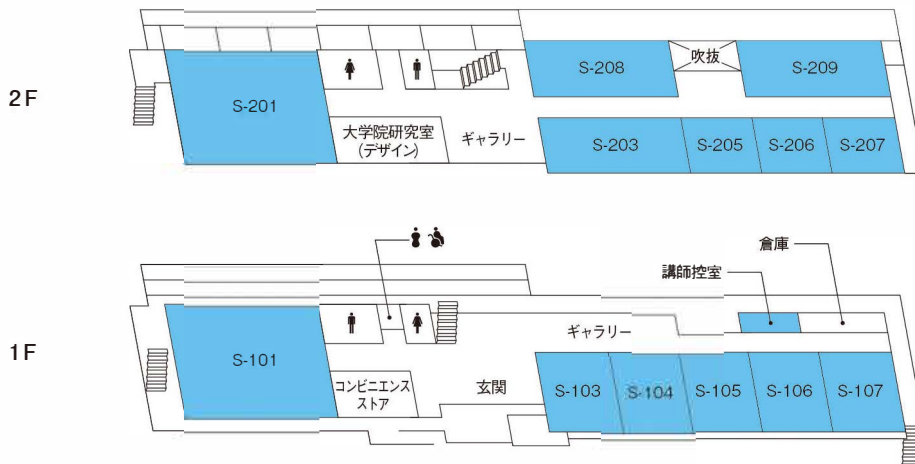 2F
S-201
大学院研究室
(デザイン)
ギャラリー
S-208
吹抜
S-209
S-203
S-205
S-206
S-207
1F
倉庫
講師控室
S-101
コンビニエンス
ストア
玄関
ギャラリー
S-103
S-104
S-105
S-106
S-107